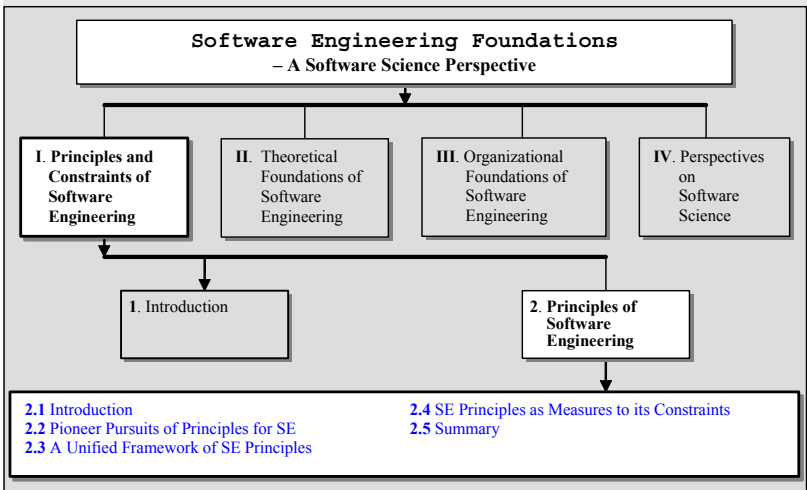 Software Engineering Foundations
– A Software Science Perspective
I. Principles and
Constraints of
Software
Engineering
II. Theoretical
Foundations of
Software
Engineering
III. Organizational
Foundations of
Software
Engineering
IV. Perspectives
on
Software
Science
1. Introduction
2. Principles of
Software
Engineering
2.1 Introduction
2.2 Pioneer Pursuits of Principles for SE
2.3 A Unified Framework of SE Principles
2.4 SE Principles as Measures to its Constraints
2.5 Summary